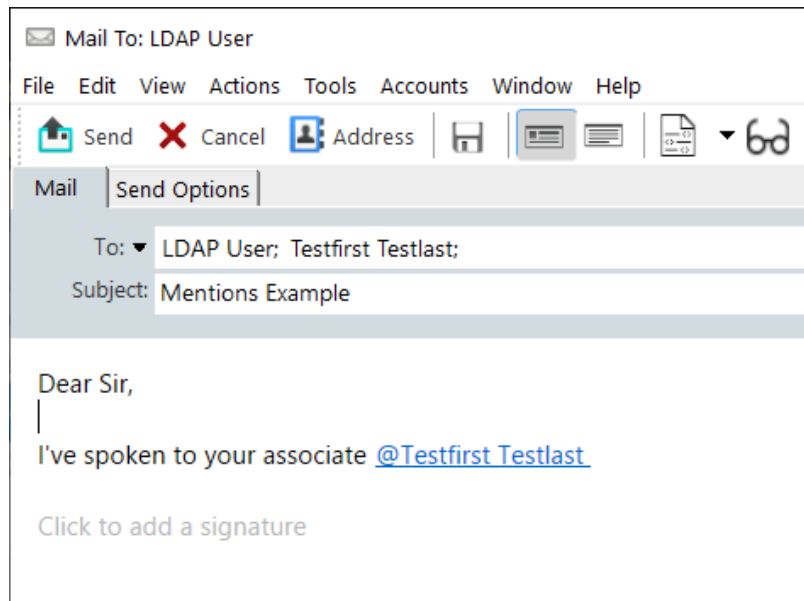 Mail To: LDAP User
File Edit View Actions Tools Accounts Window Help
Send Cancel Address
Mail Send Options
To: LDAP User; Testfirst Testlast;
Subject: Mentions Example
Dear Sir,
I've spoken to your associate @Testfirst Testlast
Click to add a signature